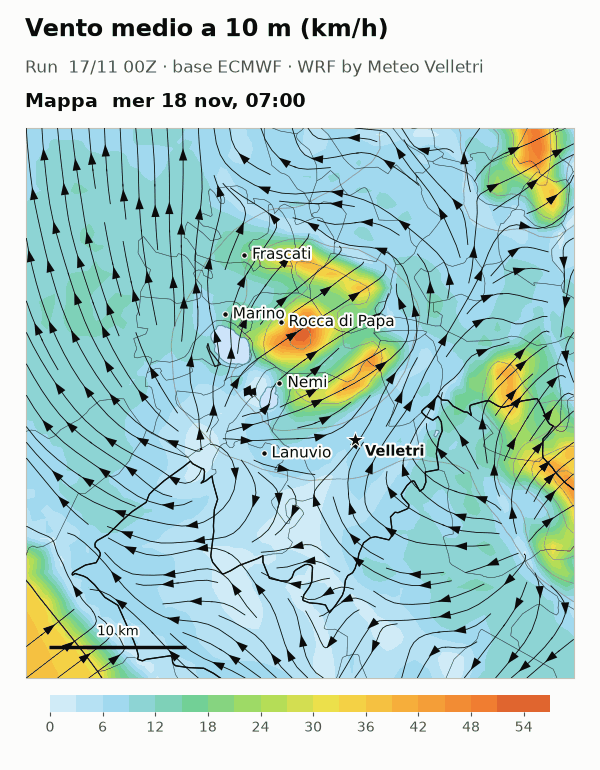 Vento medio a 10 m (km/h)
Run  17/11 00Z · base ECMWF · WRF by Meteo Velletri
Mappa  mer 18 nov, 07:00
Frascati
Marino
Rocca di Papa
Nemi
Lanuvio
Velletri
10 km
0 6 12 18 24 30 36 42 48 54